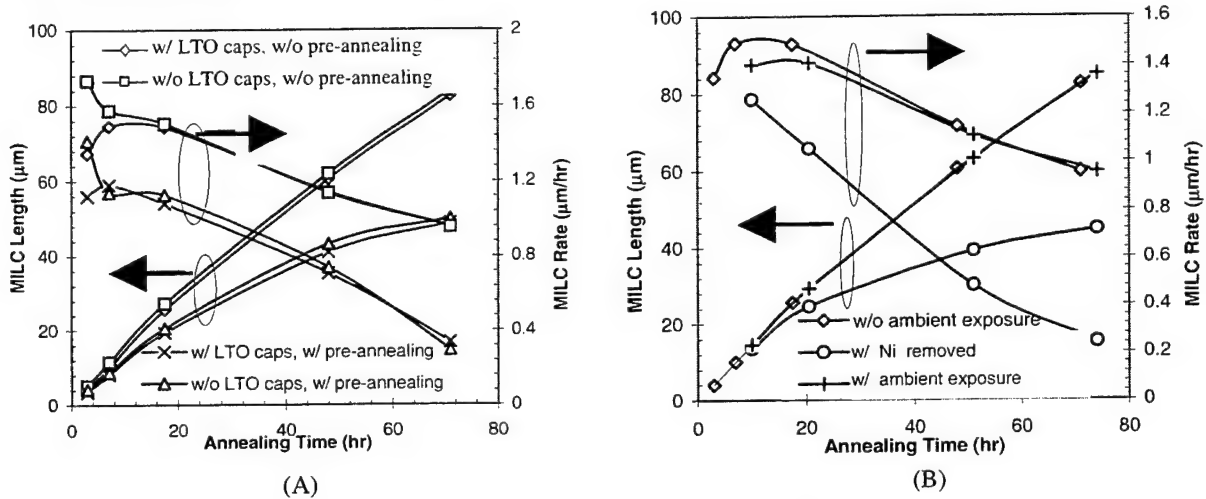 100
80
60
40
20
0
MILC Length (µm)
2
1.6
1.2
0.8
0.4
0
MILC Rate (µm/hr)
w/ LTO caps, w/o pre-annealing
w/o LTO caps, w/o pre-annealing
w/ LTO caps, w/ pre-annealing
w/o LTO caps, w/ pre-annealing
0 20 40 60 80
Annealing Time (hr)
(A)
100
80
60
40
20
0
MILC Length (µm)
1.6
1.4
1.2
1
0.8
0.6
0.4
0.2
0
MILC Rate (µm/hr)
w/o ambient exposure
w/ Ni removed
w/ ambient exposure
0 20 40 60 80
Annealing Time (hr)
(B)